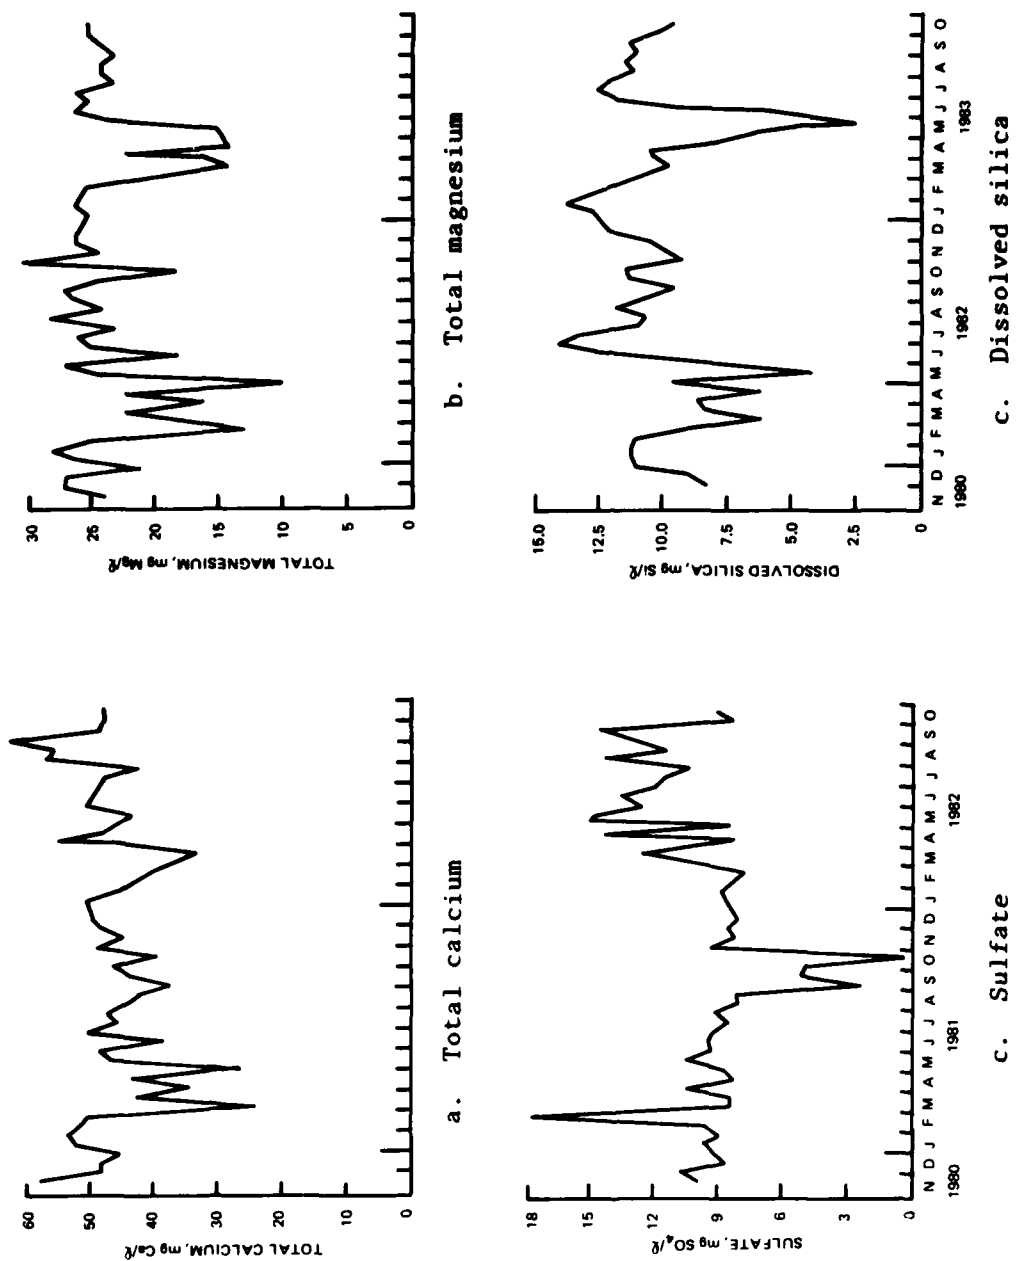 TOTAL CALCIUM, mg Ca/ℓ
60
50
40
30
20
10
0
a. Total calcium
TOTAL MAGNESIUM, mg Mg/ℓ
30
25
20
15
10
5
0
b. Total magnesium
SULFATE, mg SO₄/ℓ
18
15
12
9
6
3
0
N D J F M A M J J A S O N D J F M A M J J A S O
1980 1981 1982
c. Sulfate
DISSOLVED SILICA, mg Si/ℓ
15.0
12.5
10.0
7.5
5.0
2.5
0
N D J F M A M J J A S O N D J F M A M J J A S O
1980 1982 1983
c. Dissolved silica